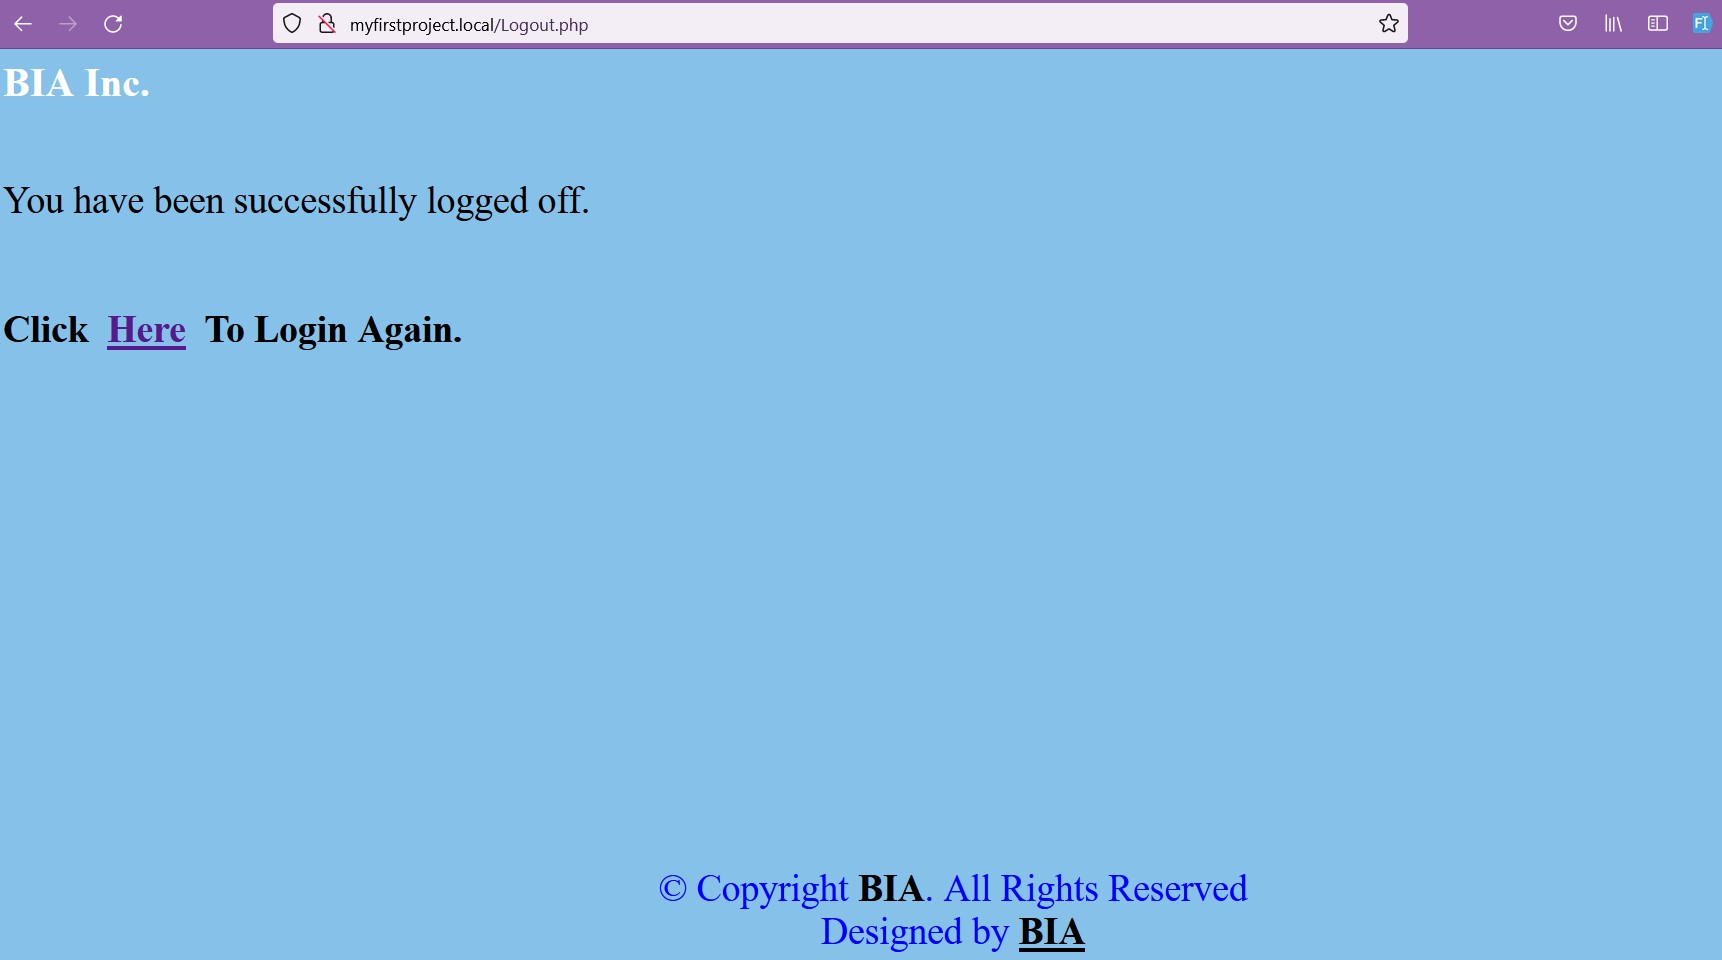 myfirstproject.local/Logout.php
BIA Inc.
You have been successfully logged off.
Click Here To Login Again.
© Copyright BIA. All Rights Reserved
Designed by BIA